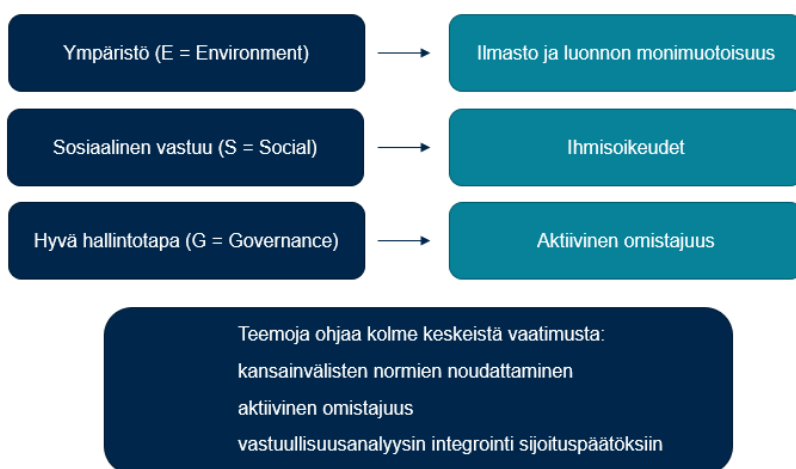 Ympäristö (E = Environment)
Ilmasto ja luonnon monimuotoisuus
Sosiaalinen vastuu (S = Social)
Ihmisoikeudet
Hyvä hallintotapa (G = Governance)
Aktiivinen omistajuus
Teemoja ohjaa kolme keskeistä vaatimusta:
kansainvälisten normien noudattaminen
aktiivinen omistajuus
vastuullisuusanalyysin integrointi sijoituspäätöksiin